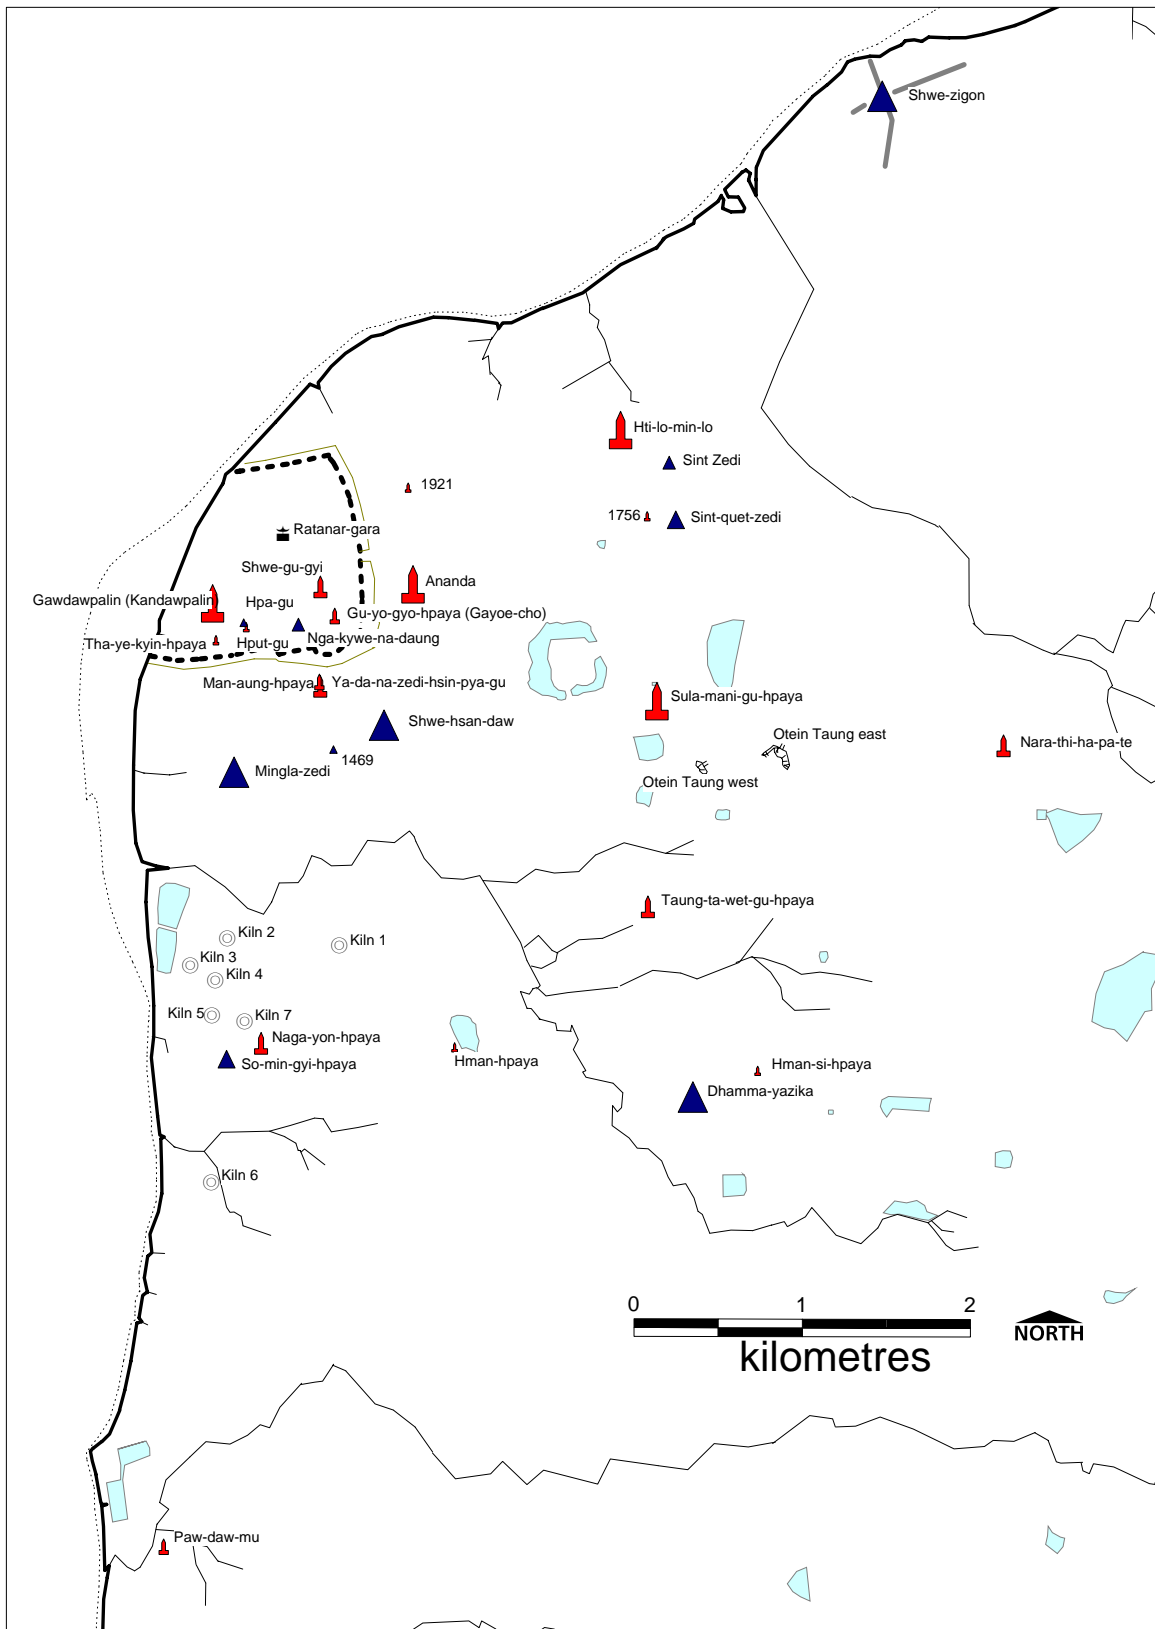 Shwe-zigon
Hti-lo-min-lo
Sint Zedi
1921
1756
Sint-quet-zedi
Ratanar-gara
Shwe-gu-gyi
Ananda
Gawdawpalin (Kandawpalin)
Hpa-gu
Gu-yo-gyo-hpaya (Gayoe-cho)
Tha-ye-kyin-hpaya
Hput-gu
Nga-kywe-na-daung
Man-aung-hpaya
Ya-da-na-zedi-hsin-pya-gu
Sula-mani-gu-hpaya
Shwe-hsan-daw
Otein Taung east
Nara-thi-ha-pa-te
1469
Mingla-zedi
Otein Taung west
Taung-ta-wet-gu-hpaya
Kiln 2
Kiln 1
Kiln 3
Kiln 4
Kiln 5
Kiln 7
Naga-yon-hpaya
So-min-gyi-hpaya
Hman-hpaya
Hman-si-hpaya
Dhamma-yazika
Kiln 6
0 1 2
kilometres
NORTH
Paw-daw-mu